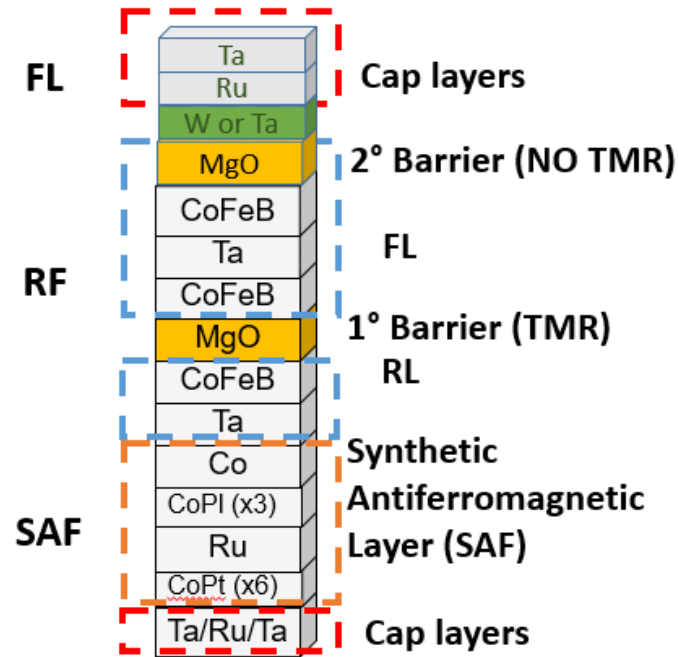 Ta
FL
Ru
Cap layers
W or Ta
MgO
2° Barrier (NO TMR)
CoFeB
Ta
FL
RF
CoFeB
MgO
1° Barrier (TMR)
CoFeB
RL
Ta
Co
Synthetic
CoPl (x3)
Antiferromagnetic
SAF
Ru
Layer (SAF)
CoPt (x6)
Ta/Ru/Ta
Cap layers